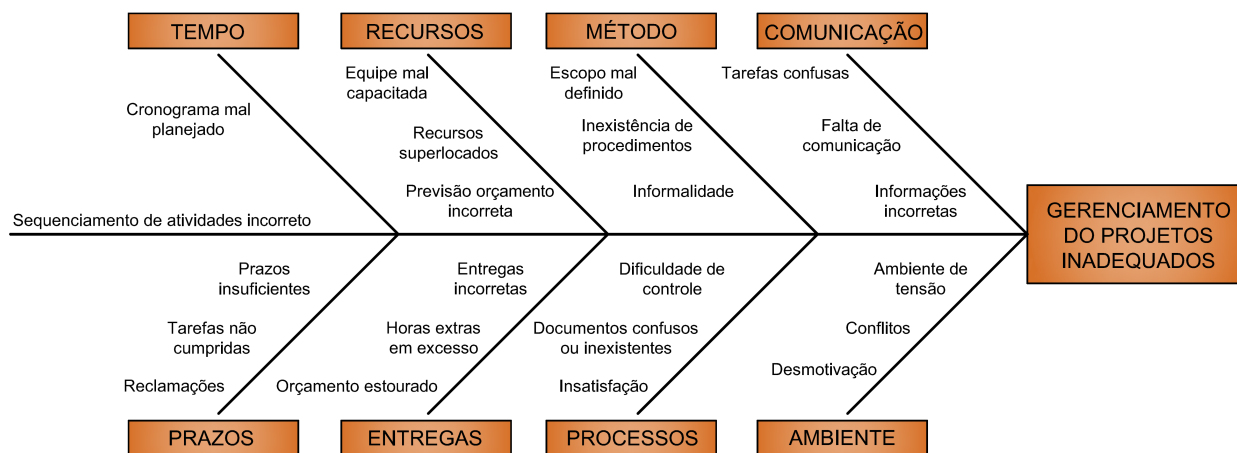 TEMPO
RECURSOS
MÉTODO
COMUNICAÇÃO
Cronograma mal
planejado
Sequenciamento de atividades incorreto
Equipe mal
capacitada
Recursos
superlocados
Previsão orçamento
incorreta
Escopo mal
definido
Inexistência de
procedimentos
Informalidade
Tarefas confusas
Falta de
comunicação
Informações
incorretas
GERENCIAMENTO
DO PROJETOS
INADEQUADOS
Prazos
insuficientes
Tarefas não
cumpridas
Reclamações
Entregas
incorretas
Horas extras
em excesso
Orçamento estourado
Dificuldade de
controle
Documentos confusos
ou inexistentes
Insatisfação
Ambiente de
tensão
Conflitos
Desmotivação
PRAZOS
ENTREGAS
PROCESSOS
AMBIENTE